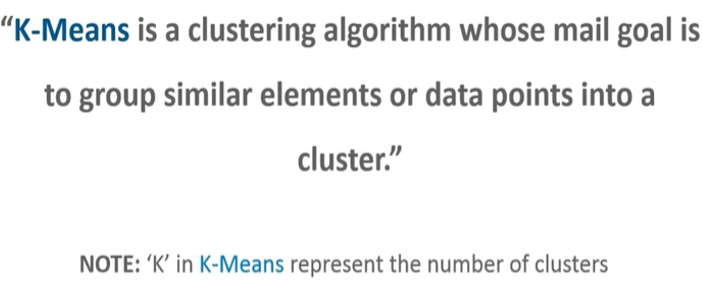 “K-Means is a clustering algorithm whose mail goal is
to group similar elements or data points into a
cluster.”
NOTE: ‘K’ in K-Means represent the number of clusters